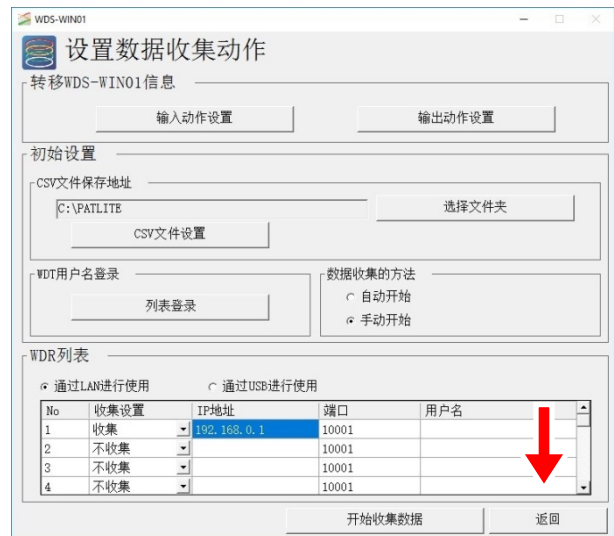 WDS-WIN01
设置数据收集动作
转移WDS-WIN01信息
输入动作设置 输出动作设置
初始设置
CSV文件保存地址
C:\PATLITE 选择文件夹
CSV文件设置
WDT用户名登录 数据收集的方法
列表登录 自动开始
手动开始
WDR列表
通过LAN进行使用 通过USB进行使用
No 收集设置 IP地址 端口 用户名
1 收集 192.168.0.1 10001
2 不收集 10001
3 不收集 10001
4 不收集 10001
开始收集数据 返回